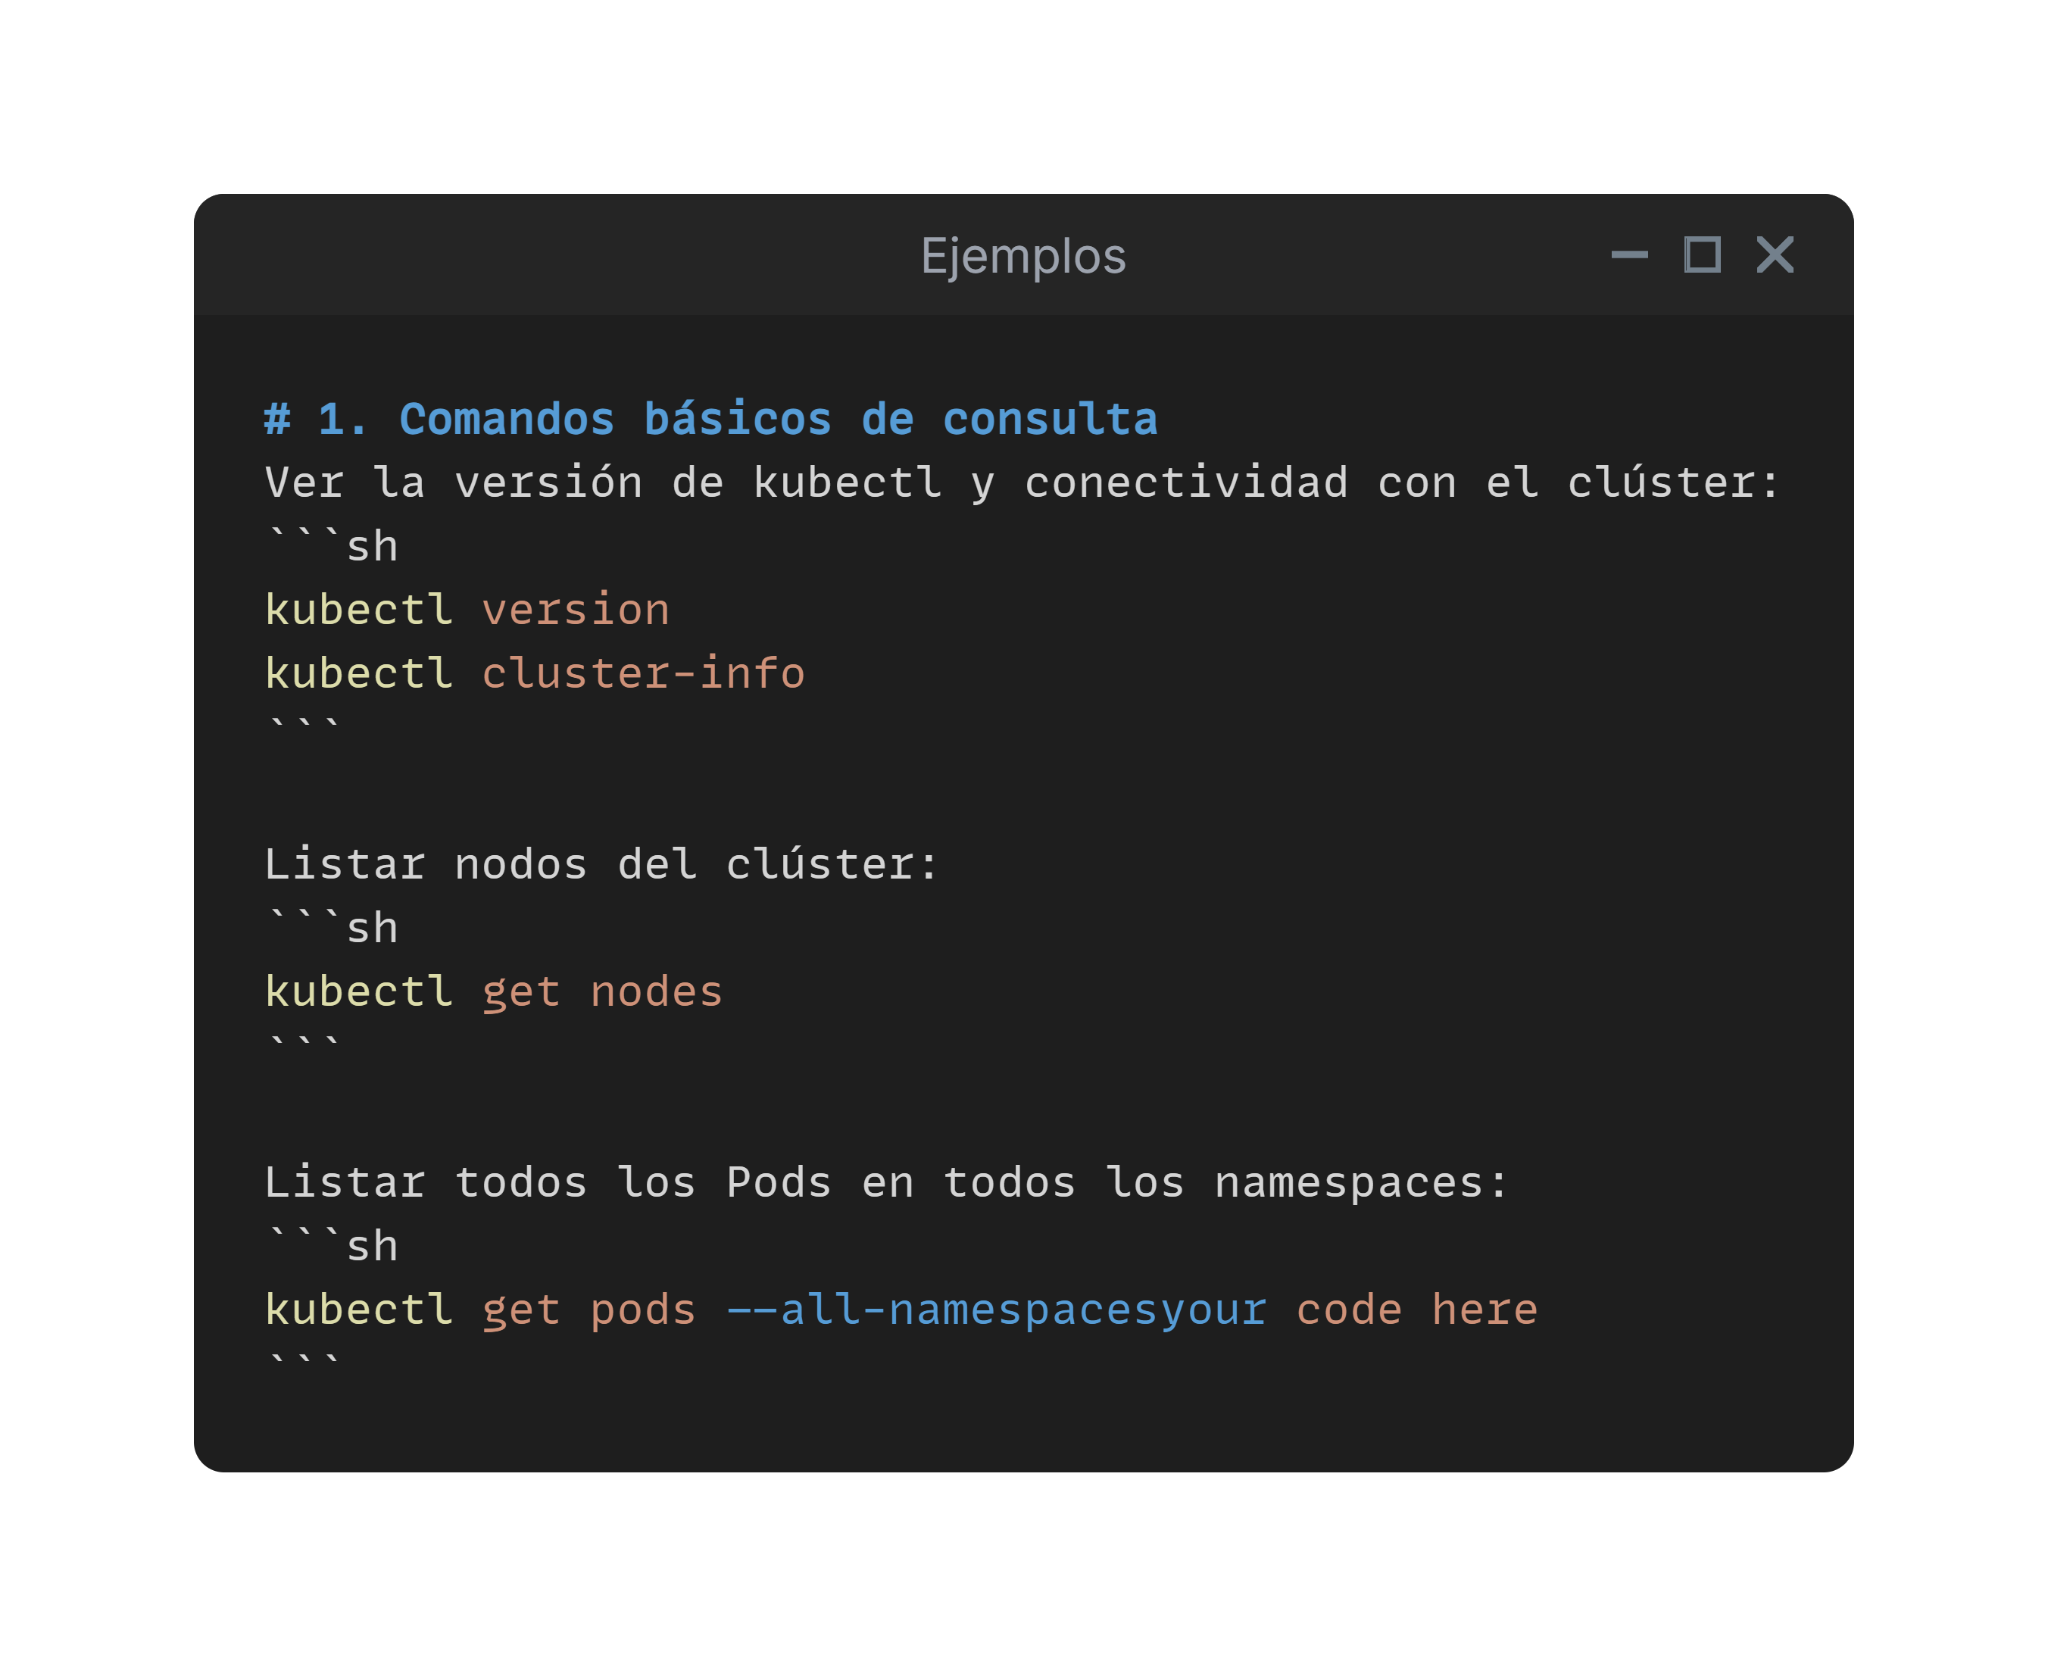 Ejemplos
# 1. Comandos básicos de consulta
Ver la versión de kubectl y conectividad con el clúster:
```sh
kubectl version
kubectl cluster-info
```
Listar nodos del clúster:
```sh
kubectl get nodes
```
Listar todos los Pods en todos los namespaces:
```sh
kubectl get pods --all-namespacesyour code here
```